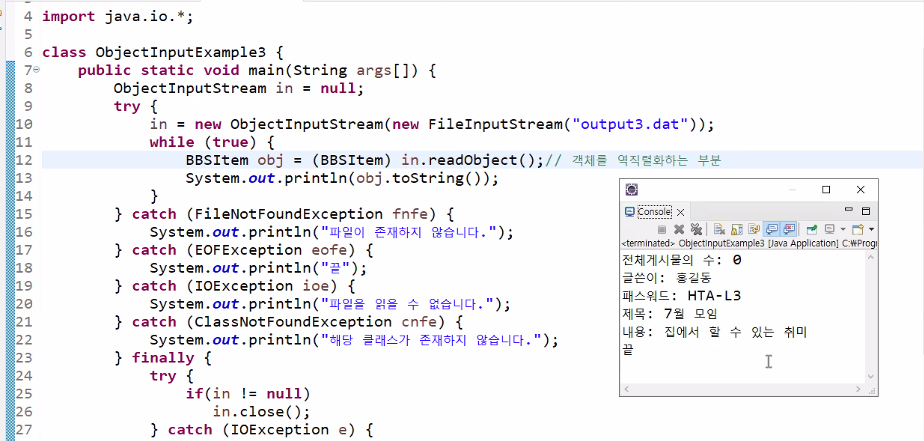 4 import java.io.*;
5
6 class ObjectInputExample3 {
7 public static void main(String args[]) {
8 ObjectInputStream in = null;
9 try {
10 in = new ObjectInputStream(new FileInputStream("output3.dat"));
11 while (true) {
12 BBSItem obj = (BBSItem) in.readObject();// 객체를 역직렬화하는 부분
13 System.out.println(obj.toString());
14 }
15 } catch (FileNotFoundException fnfe) {
16 System.out.println("파일이 존재하지 않습니다.");
17 } catch (EOFException eofe) {
18 System.out.println("끝");
19 } catch (IOException ioe) {
20 System.out.println("파일을 읽을 수 없습니다.");
21 } catch (ClassNotFoundException cnfe) {
22 System.out.println("해당 클래스가 존재하지 않습니다.");
23 } finally {
24 try {
25 if(in != null)
26 in.close();
27 } catch (IOException e) {
Console
<terminated> ObjectInputExample3 [Java Application] C:₩Progr
전체게시물의 수: 0
글쓴이: 홍길동
패스워드: HTA-L3
제목: 7월 모임
내용: 집에서 할 수 있는 취미
끝